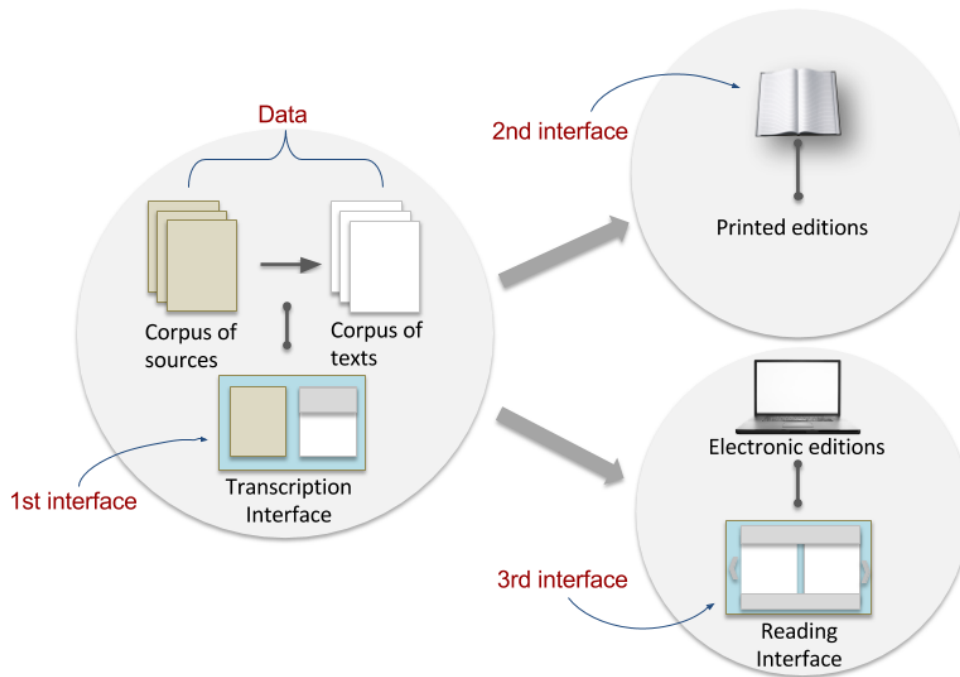 Data
Corpus of
sources
Corpus of
texts
1st interface
Transcription
Interface
2nd interface
Printed editions
Electronic editions
3rd interface
Reading
Interface